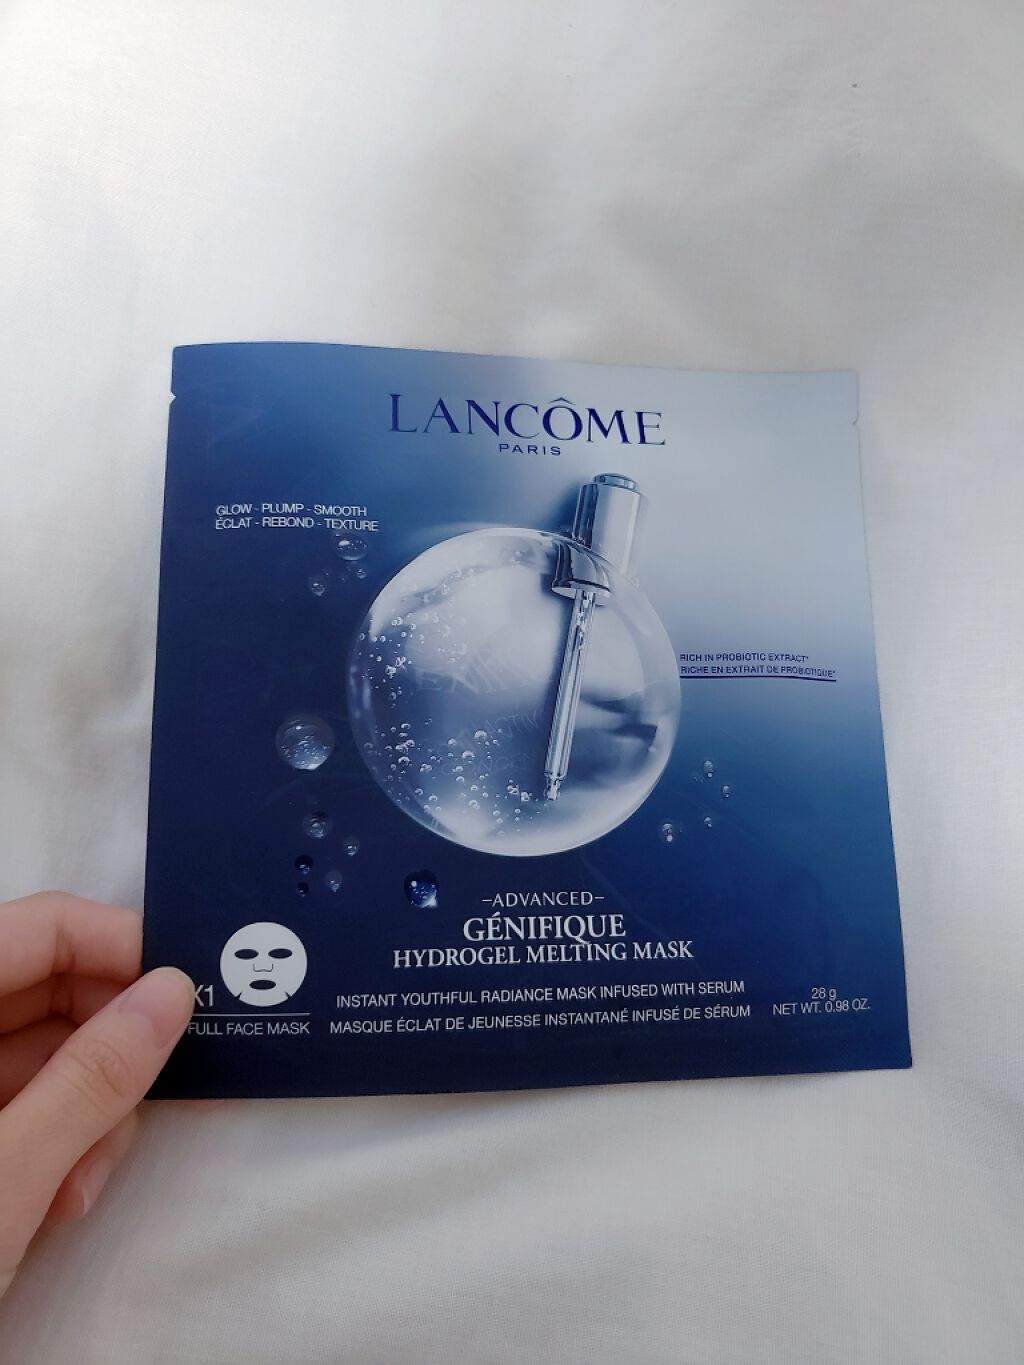 LANCÔME
PARIS
GLOW - PLUMP - SMOOTH
ÉCLAT - REBOND - TEXTURE
RICH IN PROBIOTIC EXTRACT*
RICHE EN EXTRAIT DE PROBIOTIQUE*
-ADVANCED-
GÉNIFIQUE
HYDROGEL MELTING MASK
X1
FULL FACE MASK
INSTANT YOUTHFUL RADIANCE MASK INFUSED WITH SERUM
MASQUE ÉCLAT DE JEUNESSE INSTANTANÉ INFUSÉ DE SÉRUM
28 g
NET WT. 0.98 OZ.